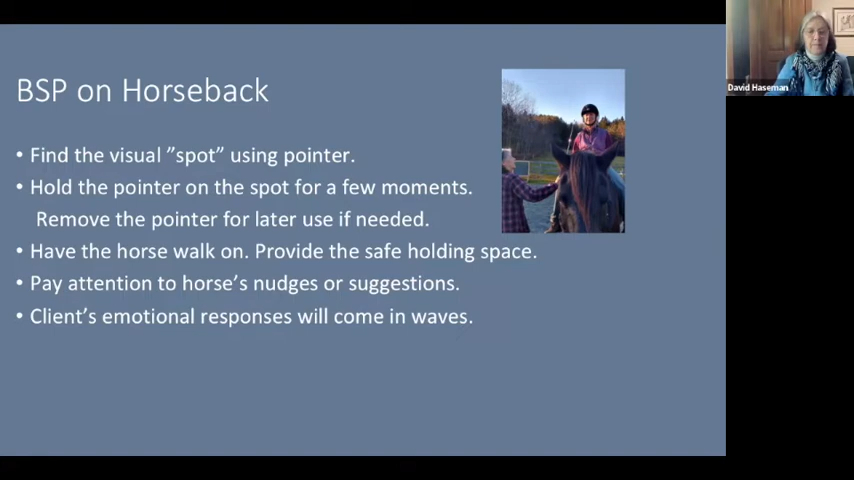 BSP on Horseback
• Find the visual ”spot” using pointer.
• Hold the pointer on the spot for a few moments.
Remove the pointer for later use if needed.
• Have the horse walk on. Provide the safe holding space.
• Pay attention to horse’s nudges or suggestions.
• Client’s emotional responses will come in waves.
David Haseman